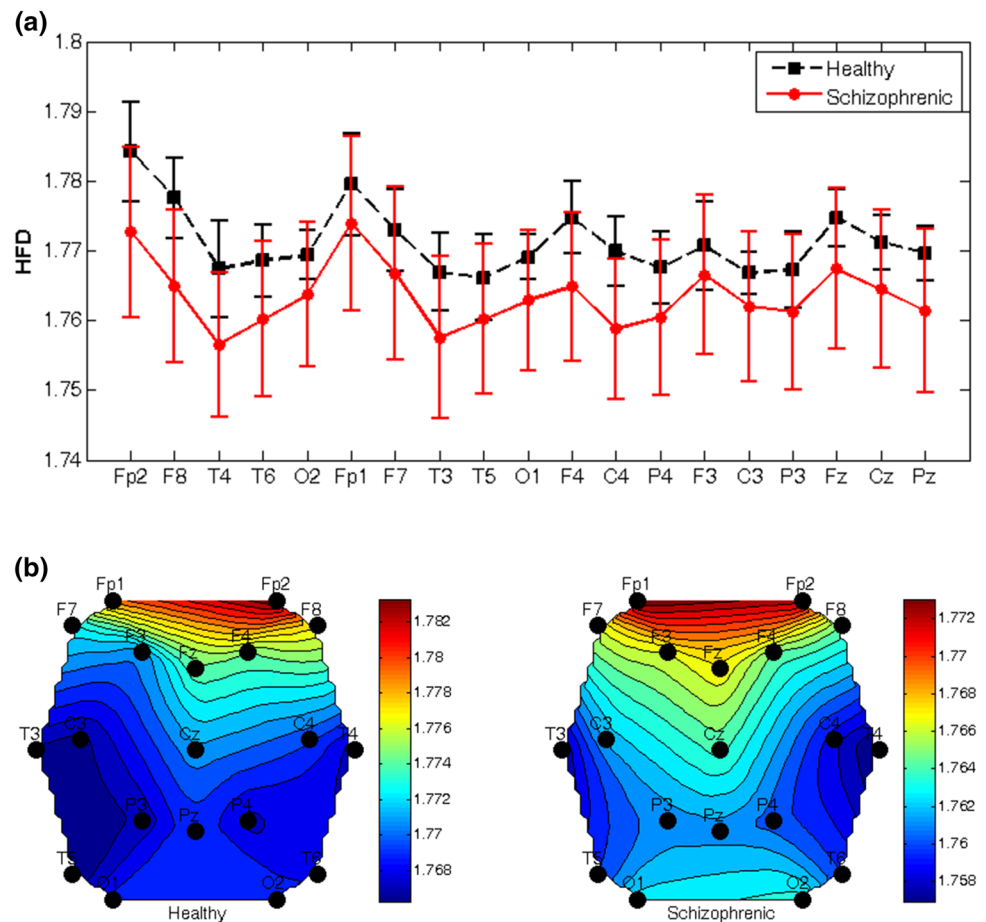 (a)
1.8
1.79
1.78
1.77
1.76
1.75
1.74
HFD
Healthy
Schizophrenic
Fp2 F8 T4 T6 O2 Fp1 F7 T3 T5 O1 F4 C4 P4 F3 C3 P3 Fz Cz Pz
(b)
Fp1 Fp2
F7 F8
F3 F4
Fz
C3 C4
T3 Cz T4
P3 P4
Pz
T5 T6
O1 O2
Healthy
1.782
1.78
1.778
1.776
1.774
1.772
1.77
1.768
Fp1 Fp2
F7 F8
F3 F4
Fz
C3 C4
T3 Cz T4
P3 P4
Pz
T5 T6
O1 O2
Schizophrenic
1.772
1.77
1.768
1.766
1.764
1.762
1.76
1.758